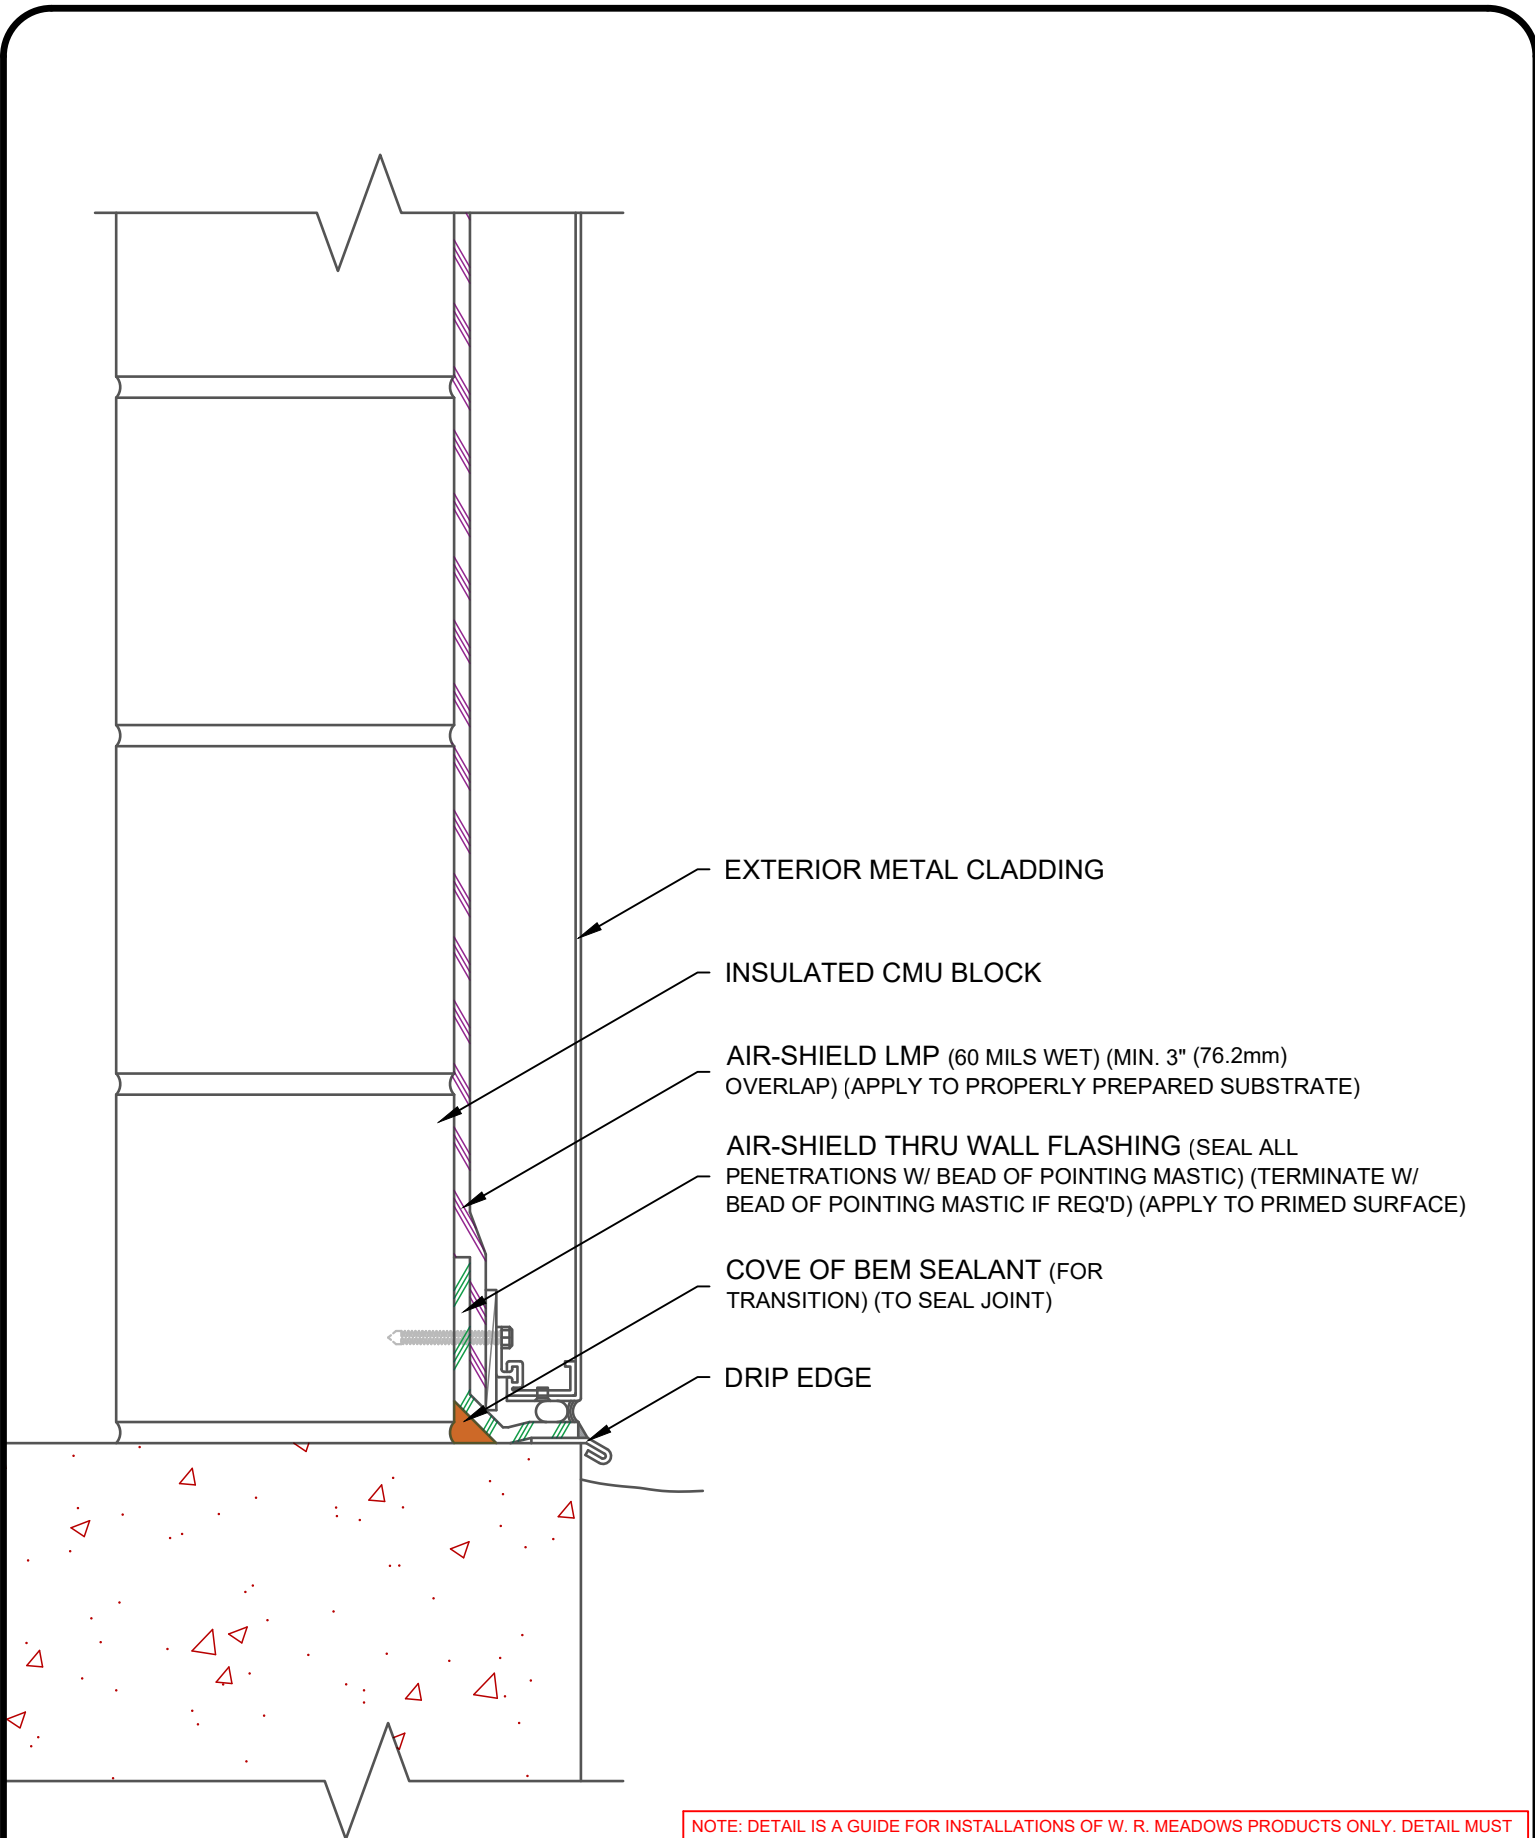 EXTERIOR METAL CLADDING
INSULATED CMU BLOCK
AIR-SHIELD LMP (60 MILS WET) (MIN. 3" (76.2mm)
OVERLAP) (APPLY TO PROPERLY PREPARED SUBSTRATE)
AIR-SHIELD THRU WALL FLASHING (SEAL ALL
PENETRATIONS W/ BEAD OF POINTING MASTIC) (TERMINATE W/
BEAD OF POINTING MASTIC IF REQ'D) (APPLY TO PRIMED SURFACE)
COVE OF BEM SEALANT (FOR
TRANSITION) (TO SEAL JOINT)
DRIP EDGE
NOTE: DETAIL IS A GUIDE FOR INSTALLATIONS OF W. R. MEADOWS PRODUCTS ONLY. DETAIL MUST